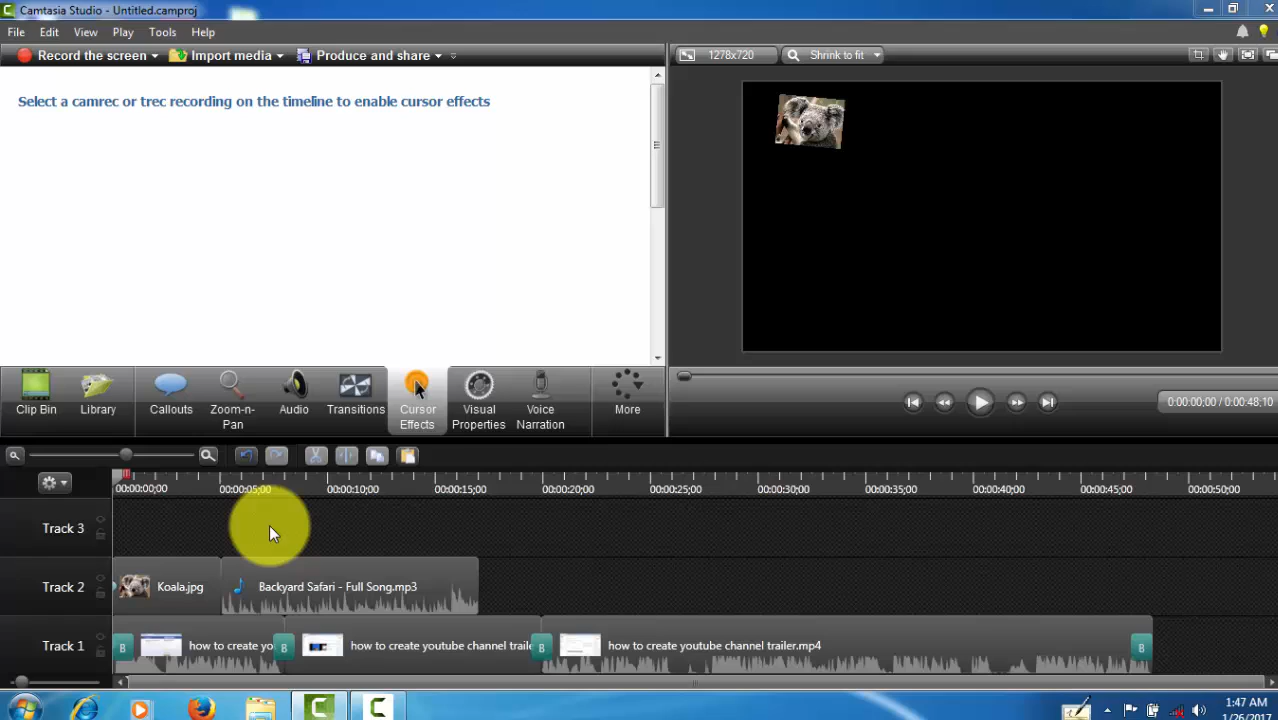 Camtasia Studio - Untitled.camproj
File Edit View Play Tools Help
Record the screen Import media Produce and share
1278x720 Shrink to fit
Select a camrec or trec recording on the timeline to enable cursor effects
Clip Bin Library Callouts Zoom-n-Pan Audio Transitions Cursor Effects Visual Properties Voice Narration More
0:00:00;00 / 0:00:48;10
00:00:00;00 00:00:05;00 00:00:10;00 00:00:15;00 00:00:20;00 00:00:25;00 00:00:30;00 00:00:35;00 00:00:40;00 00:00:45;00 00:00:50;00
Track 3
Track 2 Koala.jpg Backyard Safari - Full Song.mp3
Track 1 B how to create yo B how to create youtube channel traile B how to create youtube channel trailer.mp4 B
1:47 AM
1/26/2017